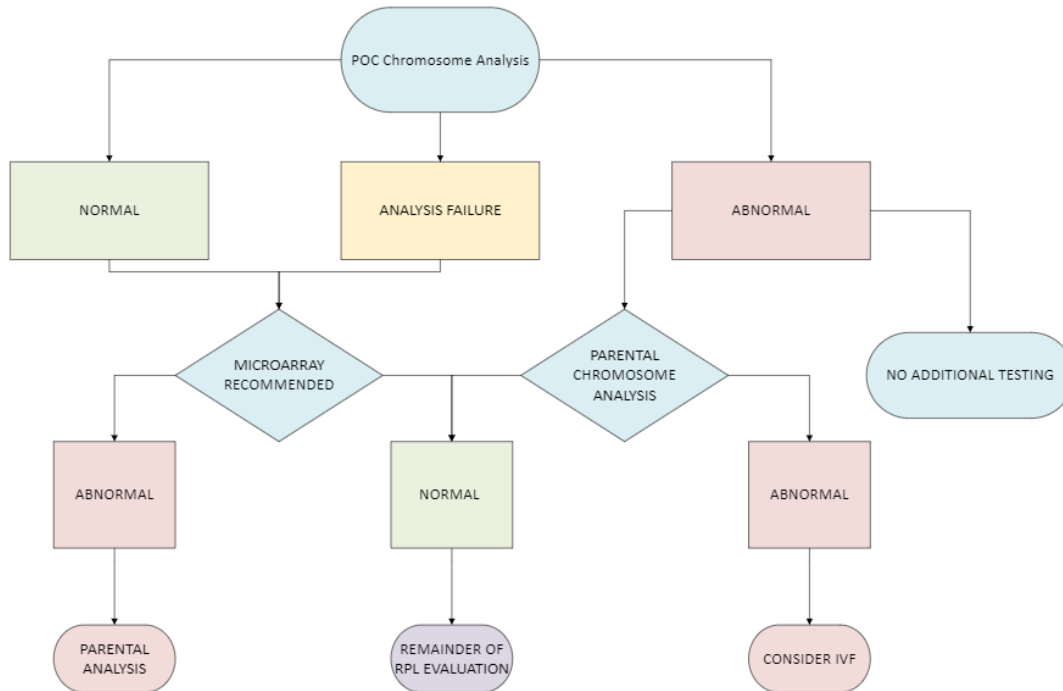 POC Chromosome Analysis
NORMAL
ANALYSIS FAILURE
ABNORMAL
MICROARRAY
RECOMMENDED
PARENTAL
CHROMOSOME
ANALYSIS
NO ADDITIONAL TESTING
ABNORMAL
NORMAL
ABNORMAL
PARENTAL
ANALYSIS
REMAINDER OF
RPL EVALUATION
CONSIDER IVF